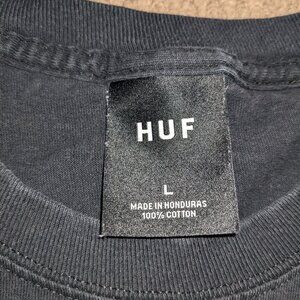 HUF
L
MADE IN HONDURAS
100% COTTON